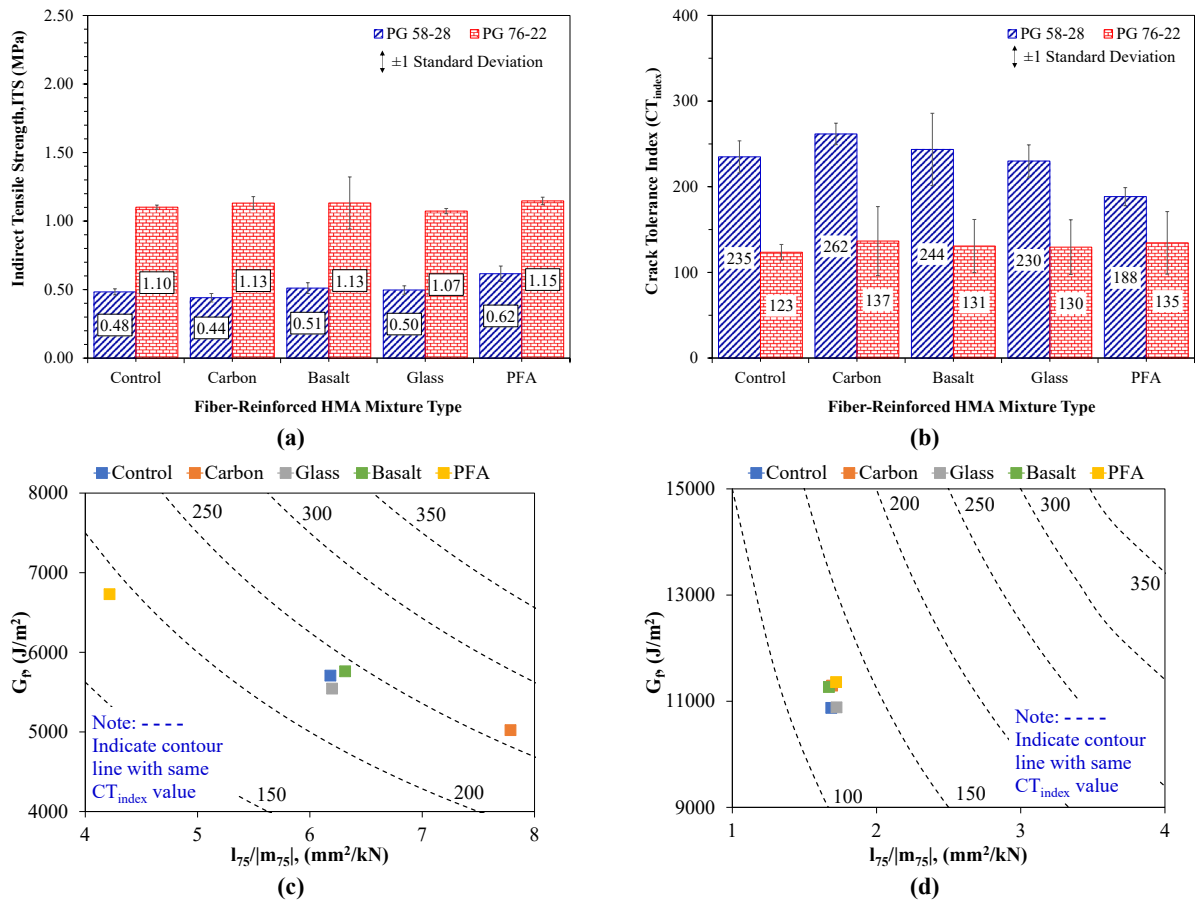 Indirect Tensile Strength,ITS (MPa)
2.50
2.00
1.50
1.00
0.50
0.00
PG 58-28 PG 76-22
±1 Standard Deviation
0.48 1.10 0.44 1.13 0.51 1.13 0.50 1.07 0.62 1.15
Control Carbon Basalt Glass PFA
Fiber-Reinforced HMA Mixture Type
(a)
Crack Tolerance Index (CTindex)
400
300
200
100
0
PG 58-28 PG 76-22
±1 Standard Deviation
235 123 262 137 244 131 230 130 188 135
Control Carbon Basalt Glass PFA
Fiber-Reinforced HMA Mixture Type
(b)
Control Carbon Glass Basalt PFA
Gf, (J/m²)
8000
7000
6000
5000
4000
250 300 350
150 200
Note: ----
Indicate contour
line with same
CTindex value
4 5 6 7 8
l75/|m75|, (mm²/kN)
(c)
Control Carbon Glass Basalt PFA
Gf, (J/m²)
15000
13000
11000
9000
200 250 300
350
100 150
Note: ----
Indicate contour
line with same
CTindex value
1 2 3 4
l75/|m75|, (mm²/kN)
(d)